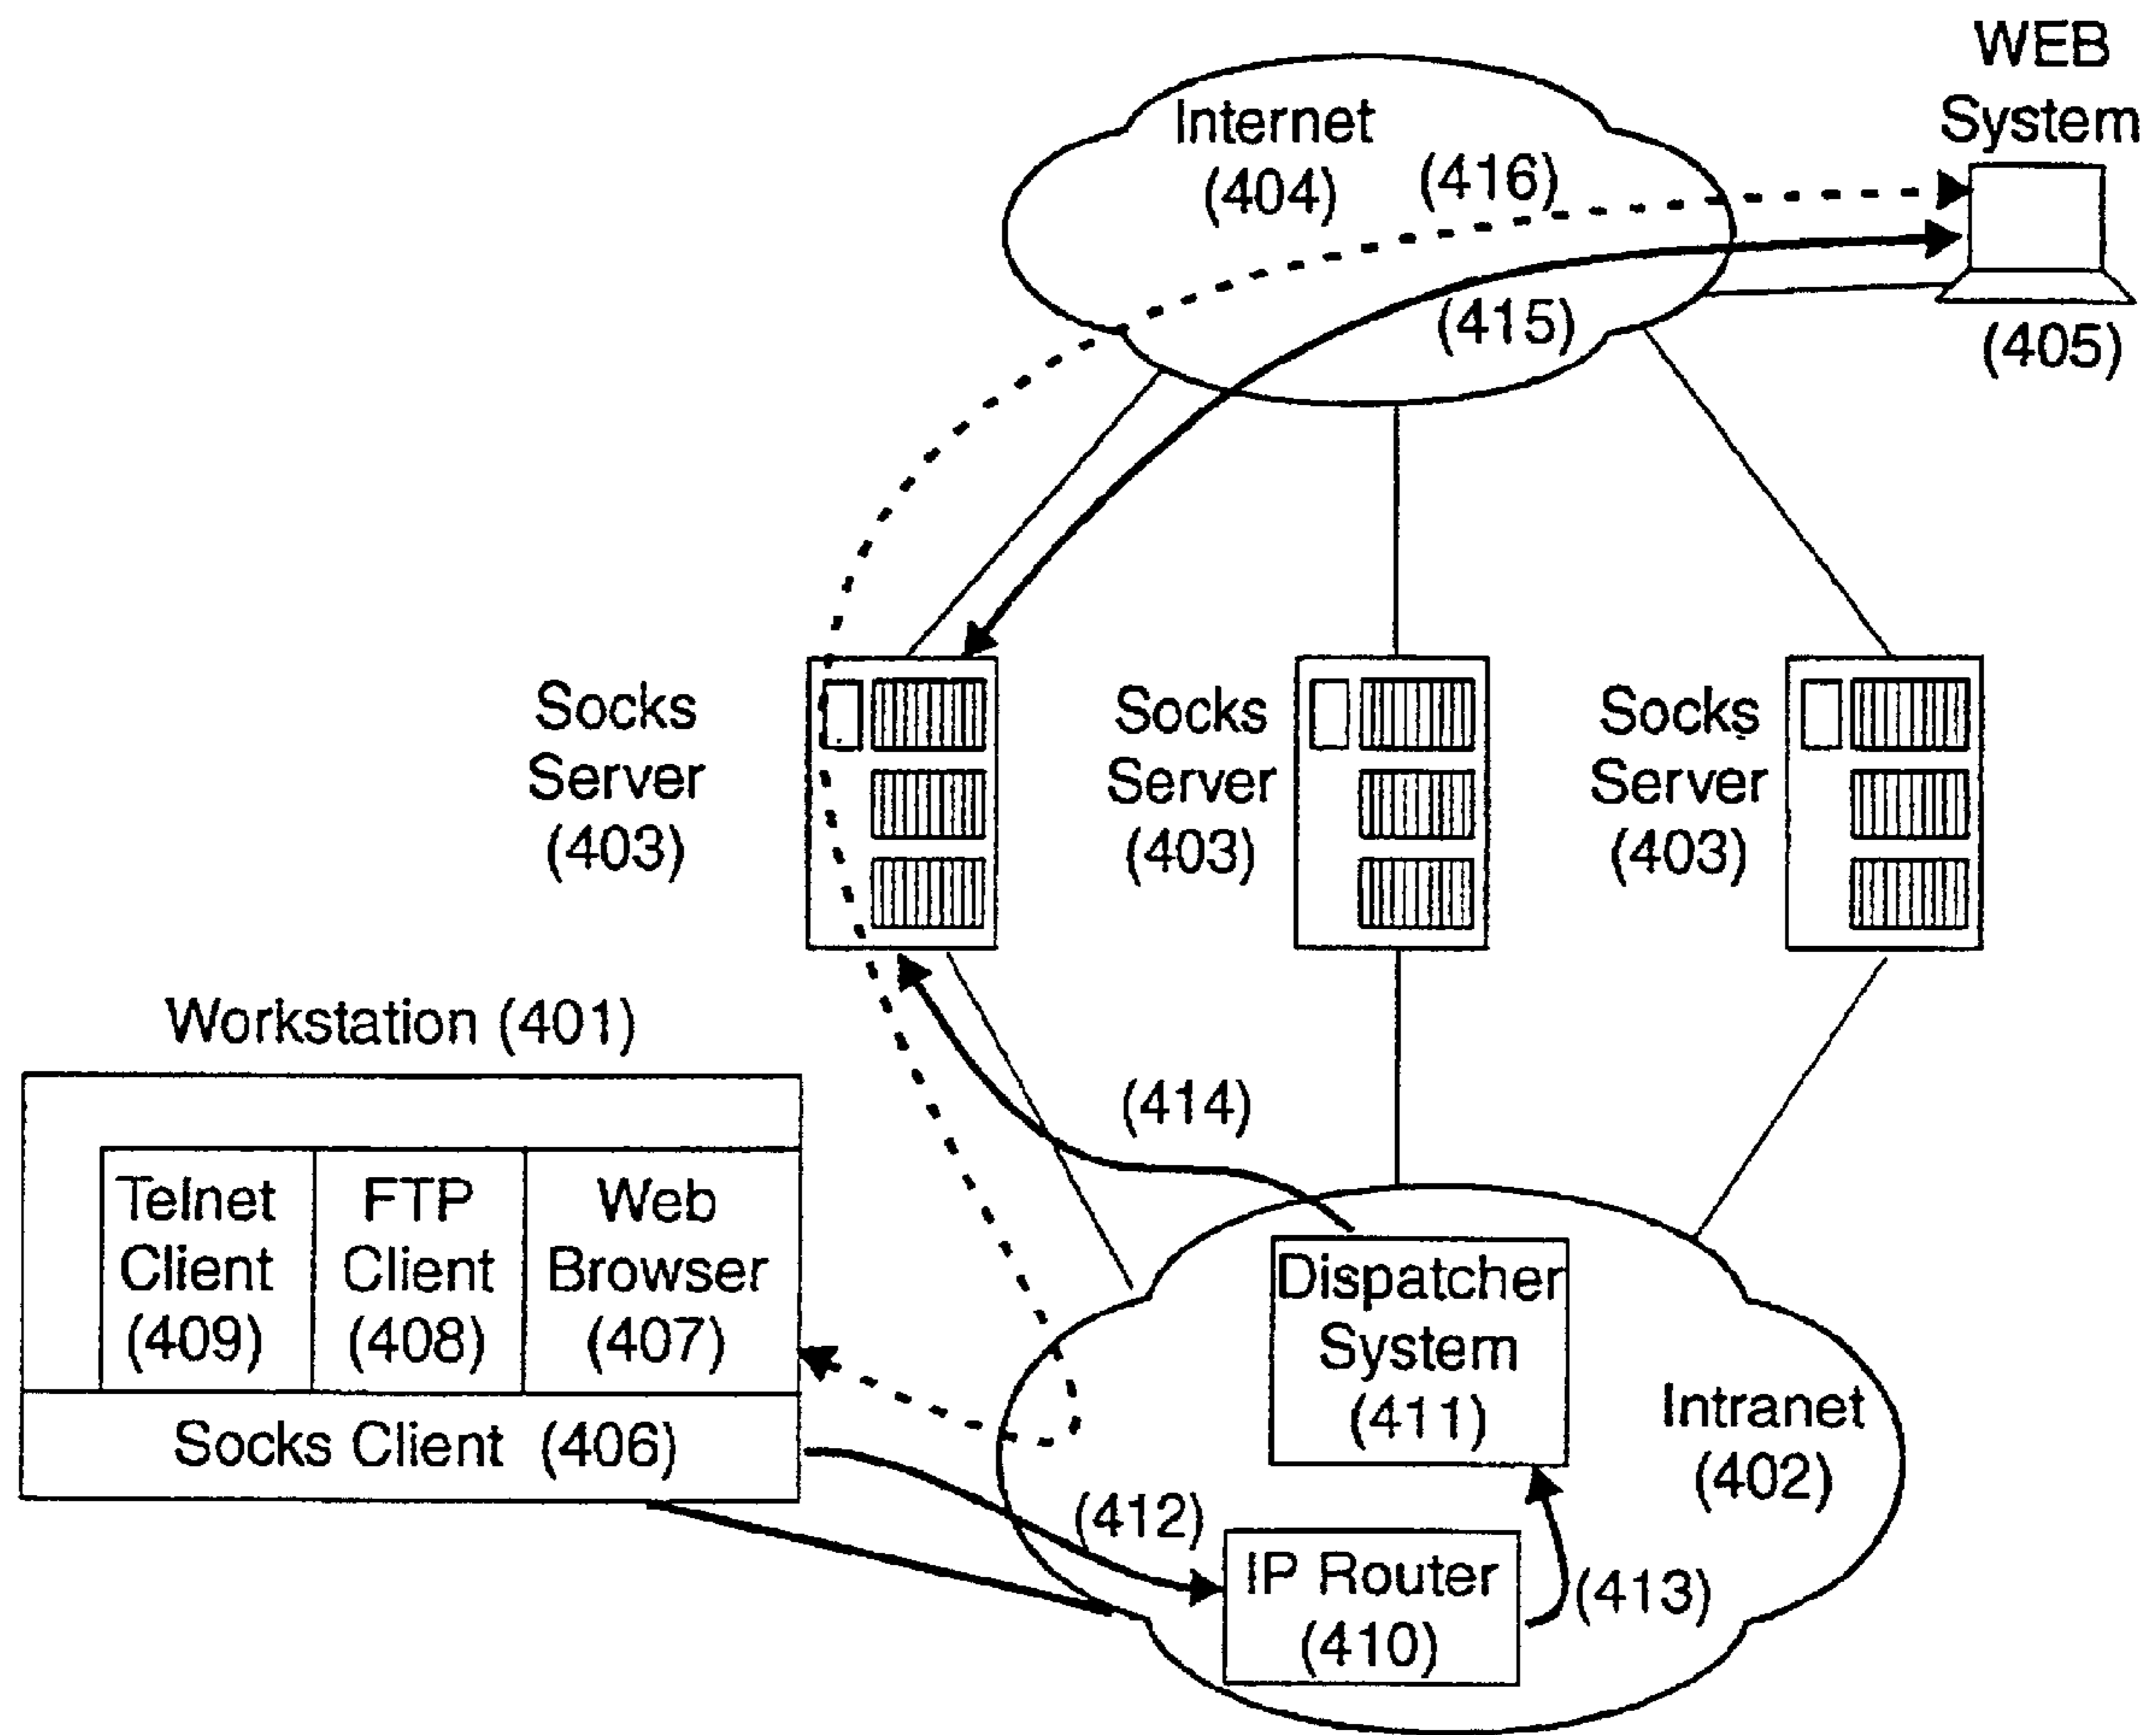 WEB
System
(405)
Internet
(404)
(416)
(415)
Socks
Server
(403)
Socks
Server
(403)
Socks
Server
(403)
Workstation (401)
(414)
Telnet
Client
(409)
FTP
Client
(408)
Web
Browser
(407)
Socks Client (406)
Dispatcher
System
(411)
Intranet
(402)
(412)
IP Router
(410)
(413)